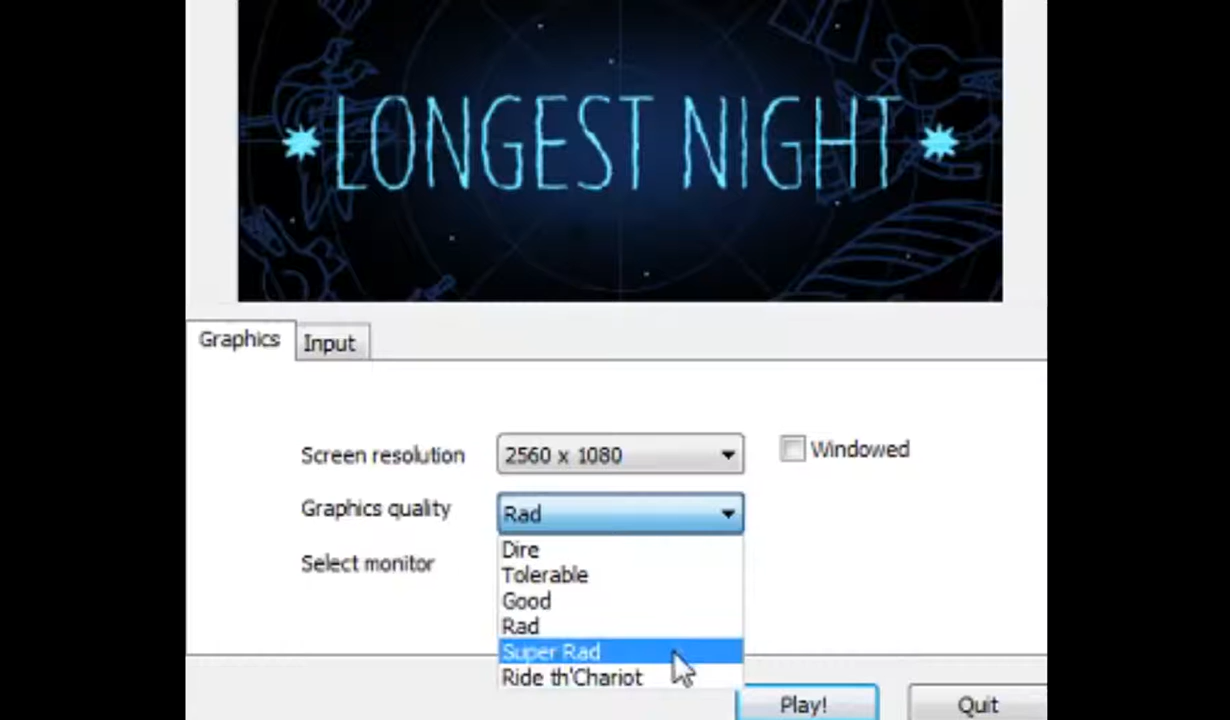 LONGEST NIGHT
Graphics
Input
Screen resolution
2560 x 1080
Windowed
Graphics quality
Rad
Select monitor
Dire
Tolerable
Good
Rad
Super Rad
Ride th'Chariot
Play!
Quit